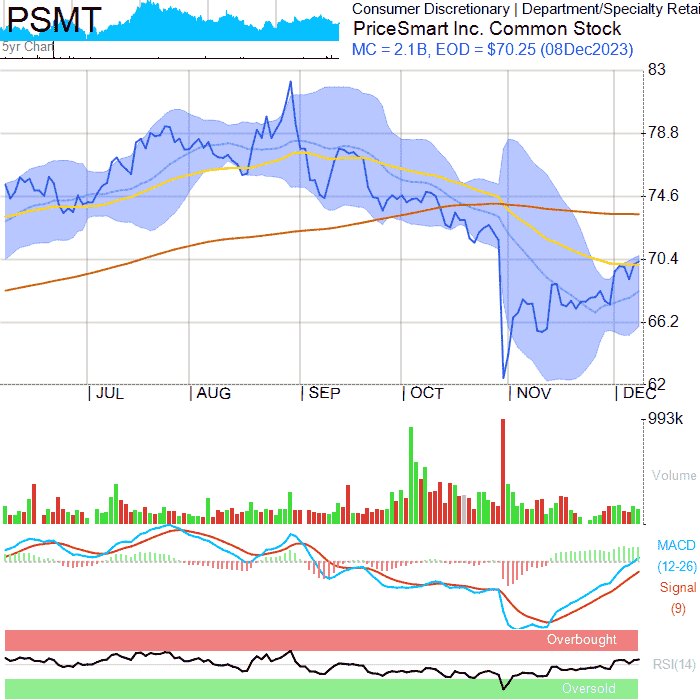 PSMT
5yr Chart
Consumer Discretionary | Department/Specialty Retai
PriceSmart Inc. Common Stock
MC = 2.1B, EOD = $70.25 (08Dec2023)
83
78.8
74.6
70.4
66.2
62
JUL AUG SEP OCT NOV DEC
993k
Volume
MACD
(12-26)
Signal
(9)
Overbought
RSI(14)
Oversold